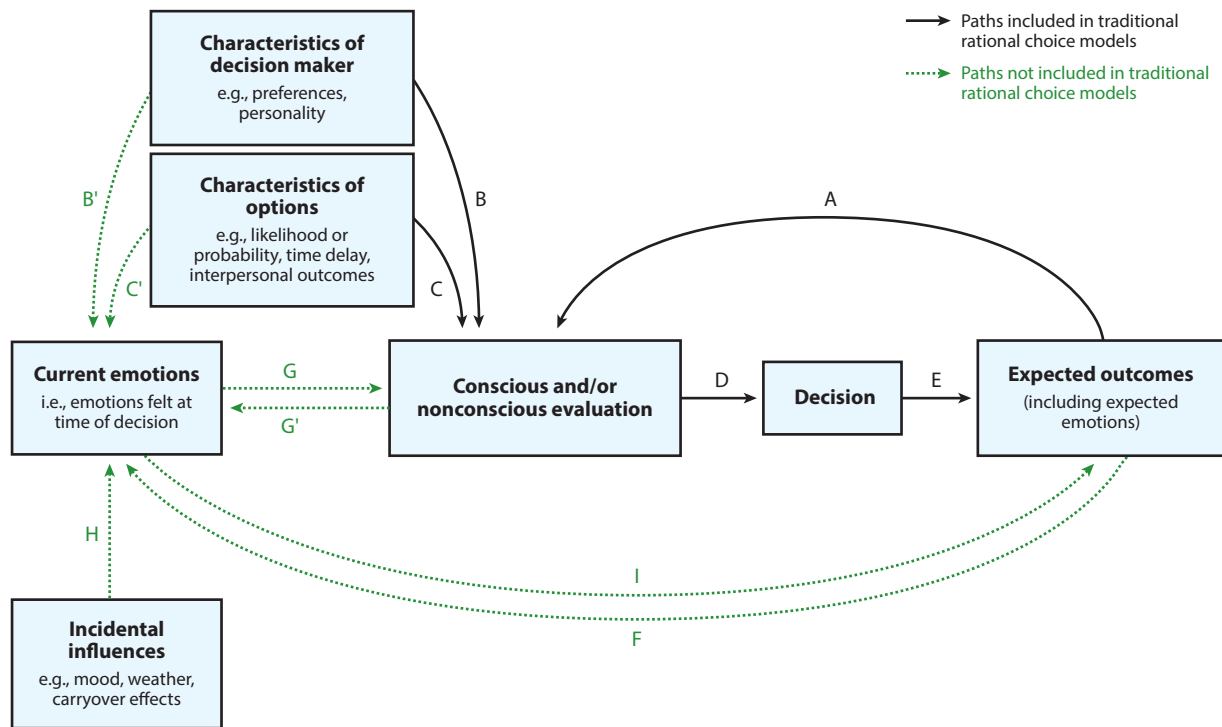 Characteristics of
decision maker
e.g., preferences,
personality
Paths included in traditional
rational choice models
Paths not included in traditional
rational choice models
Characteristics of
options
e.g., likelihood or
probability, time delay,
interpersonal outcomes
B'
B
A
C'
C
Current emotions
i.e., emotions felt at
time of decision
G
G'
Conscious and/or
nonconscious evaluation
D
Decision
E
Expected outcomes
(including expected
emotions)
H
I
F
Incidental
influences
e.g., mood, weather,
carryover effects